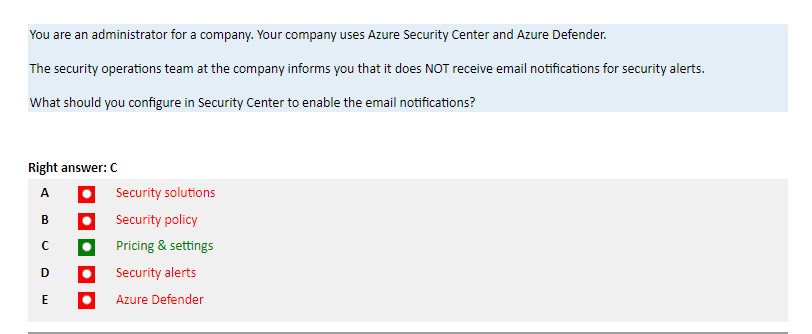 You are an administrator for a company. Your company uses Azure Security Center and Azure Defender.
The security operations team at the company informs you that it does NOT receive email notifications for security alerts.
What should you configure in Security Center to enable the email notifications?
Right answer: C
A Security solutions
B Security policy
C Pricing & settings
D Security alerts
E Azure Defender